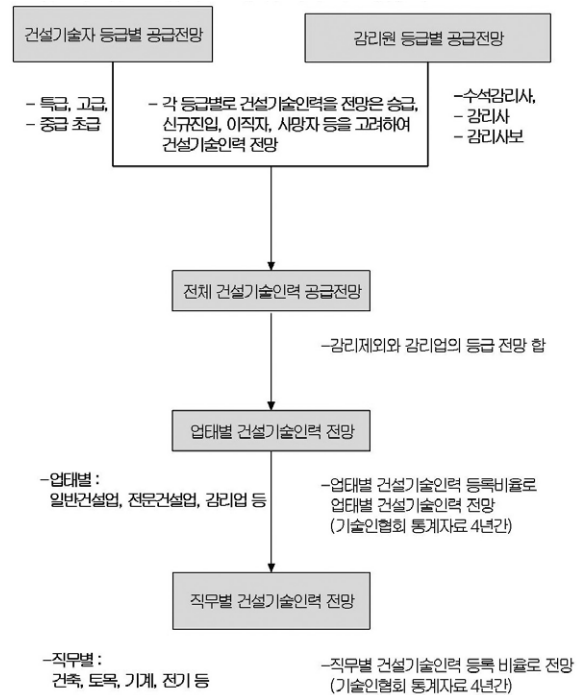 건설기술자 등급별 공급전망
감리원 등급별 공급전망
- 특급, 고급,
- 중급 초급
- 각 등급별로 건설기술인력을 전망은 승급,
신규진입, 이직자, 사망자 등을 고려하여
건설기술인력 전망
-수석감리사,
- 감리사
- 감리사보
전체 건설기술인력 공급전망
-감리제외와 감리업의 등급 전망 합
업태별 건설기술인력 전망
-업태별 :
일반건설업, 전문건설업, 감리업 등
-업태별 건설기술인력 등록비율로
업태별 건설기술인력 전망
(기술인협회 통계자료 4년간)
직무별 건설기술인력 전망
-직무별 :
건축, 토목, 기계, 전기 등
-직무별 건설기술인력 등록 비율로 전망
(기술인협회 통계자료 4년간)